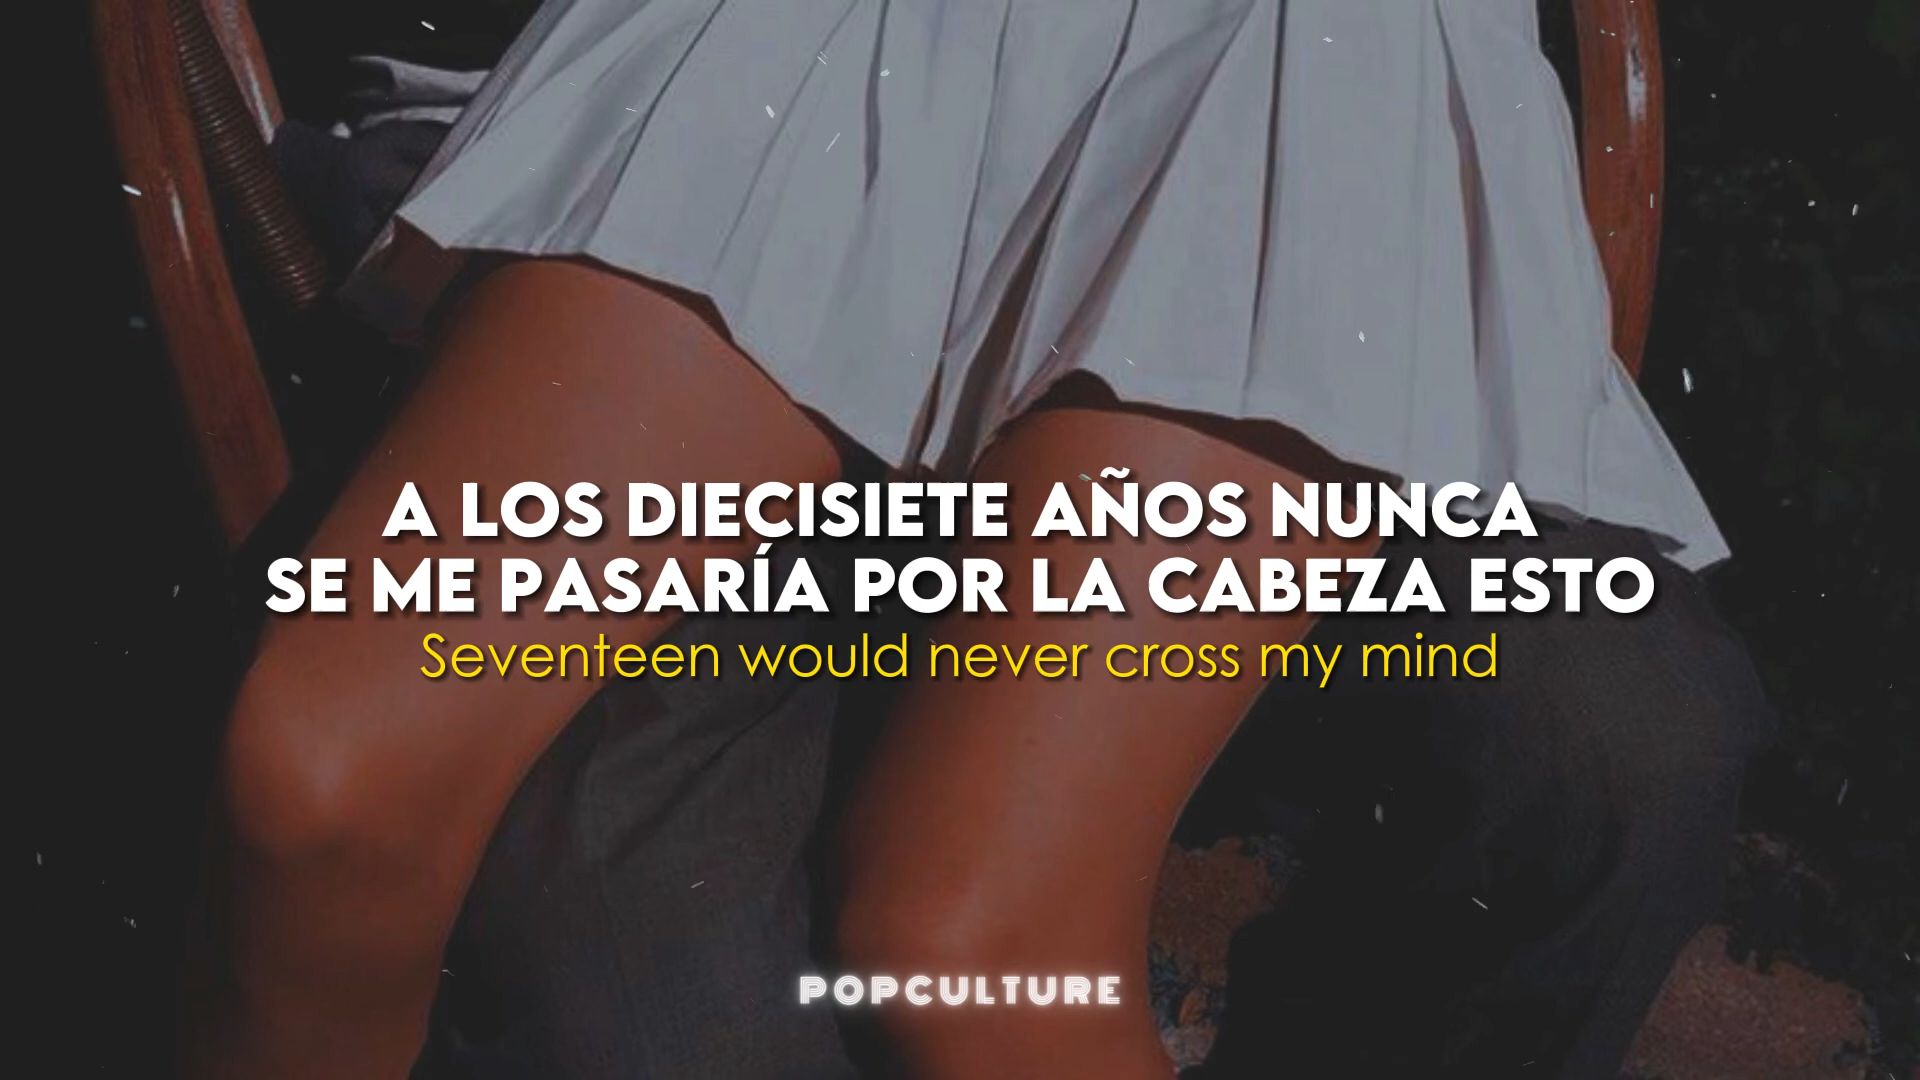 A LOS DIECISIETE AÑOS NUNCA
SE ME PASARÍA POR LA CABEZA ESTO
Seventeen would never cross my mind
POPCULTURE